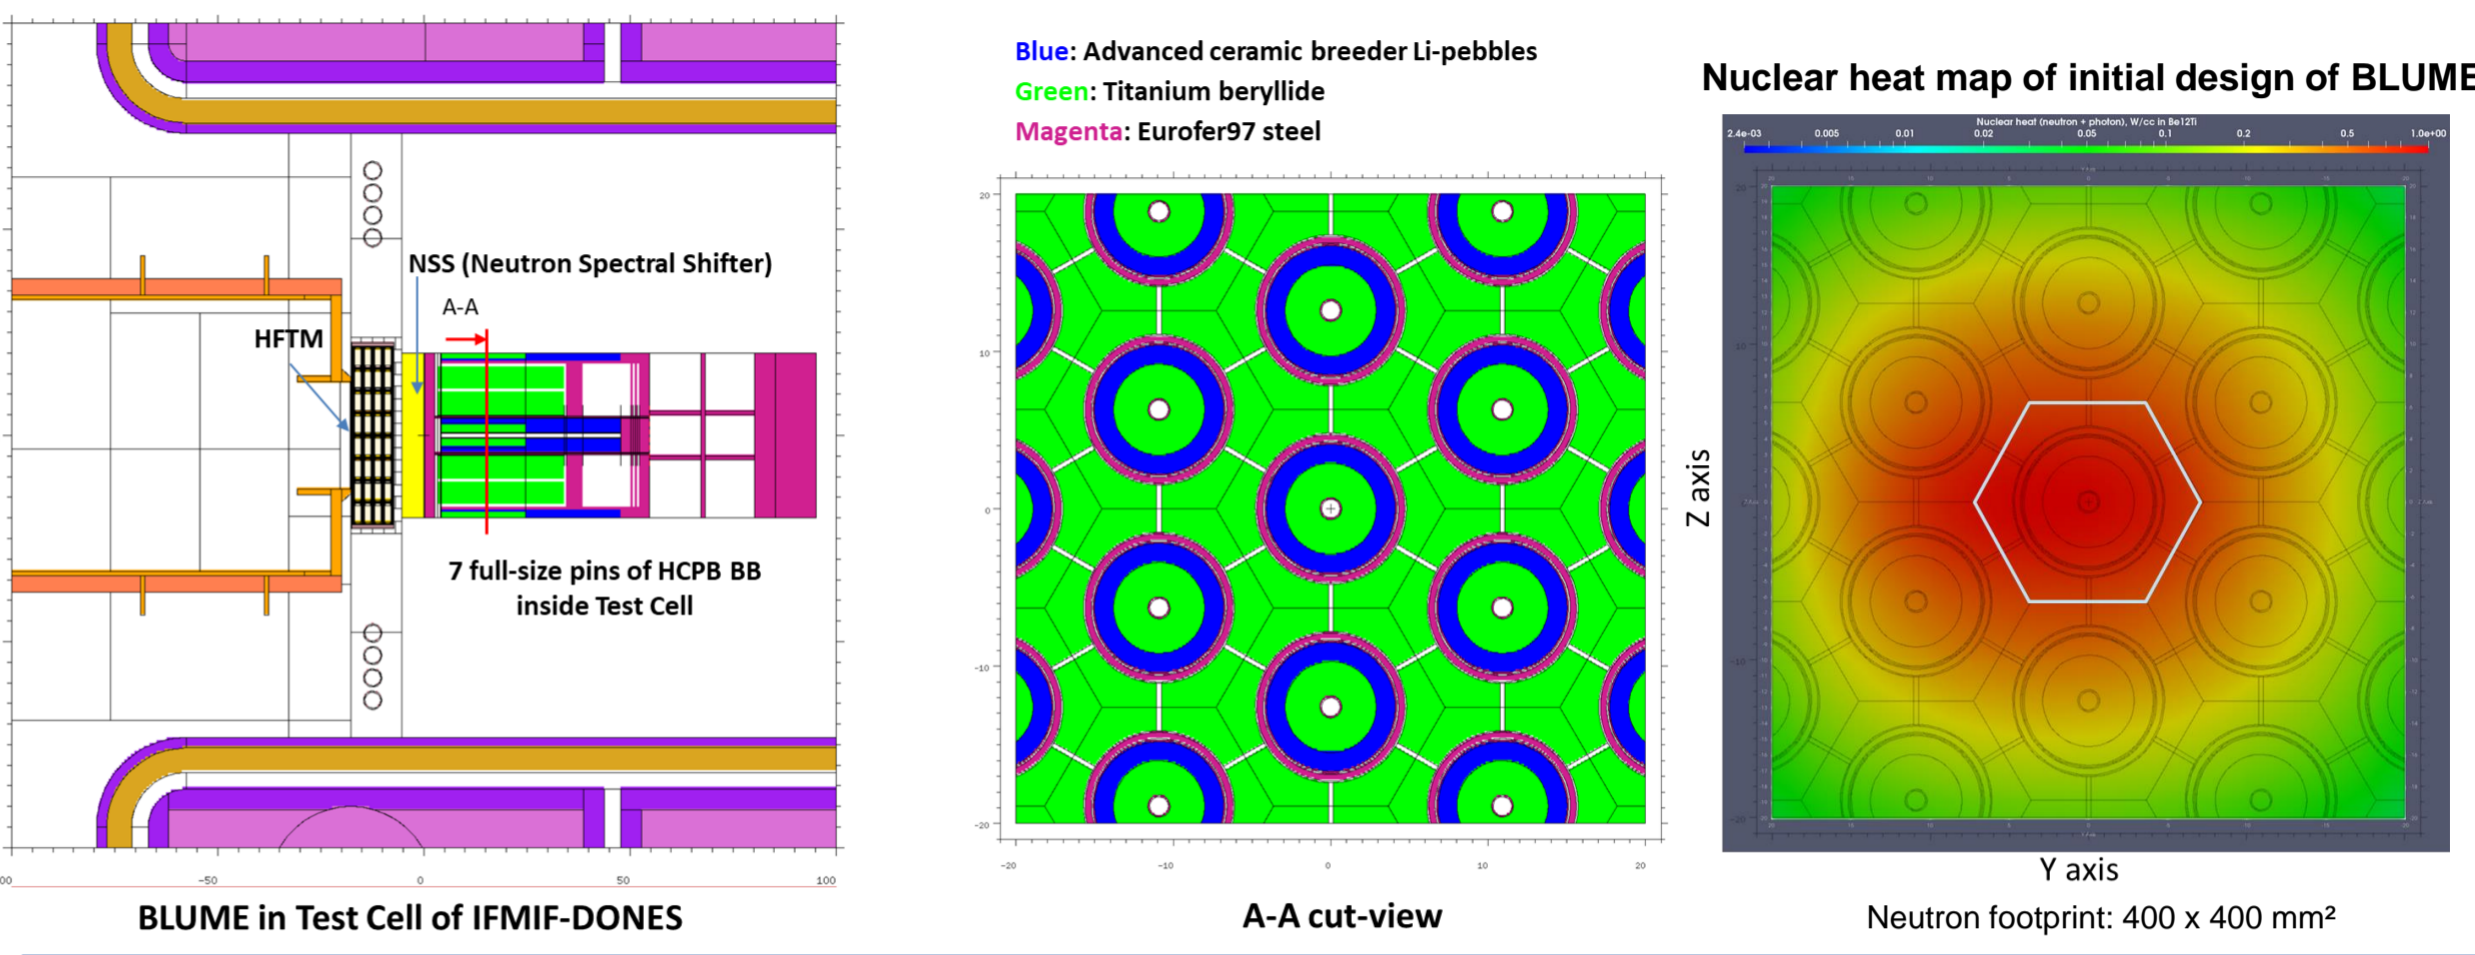 NSS (Neutron Spectral Shifter)
A-A
HFTM
7 full-size pins of HCPB BB
inside Test Cell
-50
0
50
100
BLUME in Test Cell of IFMIF-DONES
Blue: Advanced ceramic breeder Li-pebbles
Green: Titanium beryllide
Magenta: Eurofer97 steel
20
10
0
-10
-20
-20
-10
0
10
20
A-A cut-view
Nuclear heat map of initial design of BLUME
Nuclear heat (neutron + photon), W/cc in Be12Ti
2.4e-03 0.005 0.01 0.02 0.05 0.1 0.2 0.5 1.0e+00
Z axis
Y axis
Neutron footprint: 400 x 400 mm²